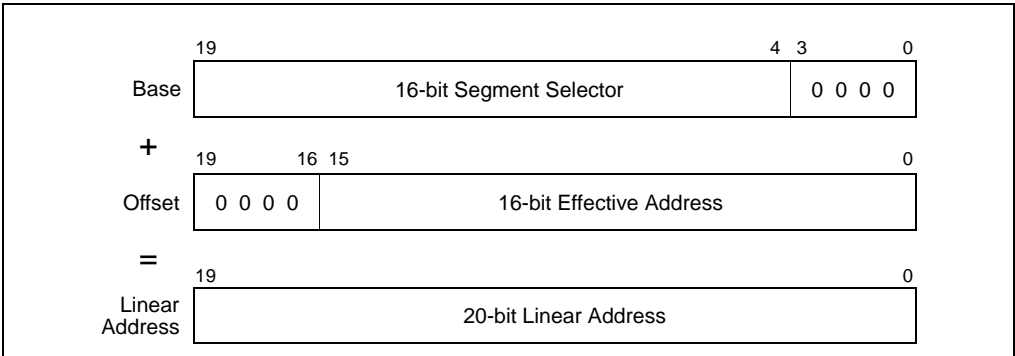 19 4 3 0
Base 16-bit Segment Selector 0 0 0 0
+
19 16 15 0
Offset 0 0 0 0 16-bit Effective Address
=
19 0
Linear
Address 20-bit Linear Address